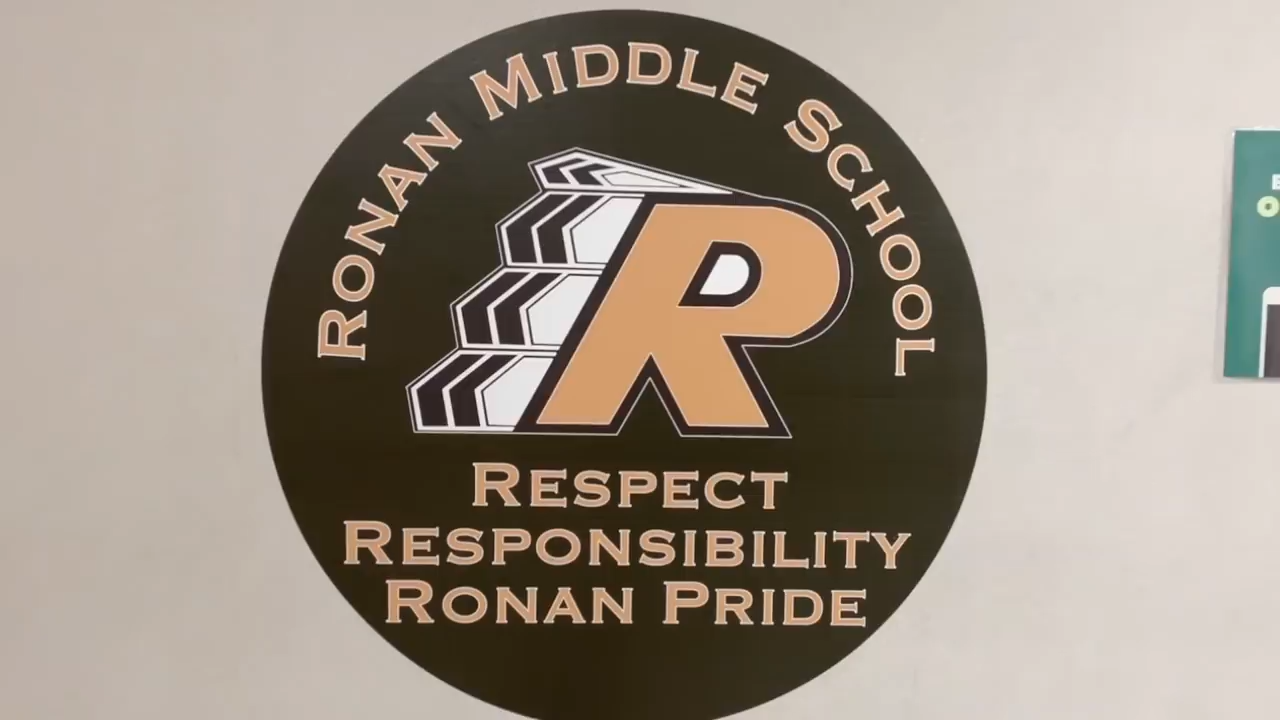 RONAN MIDDLE SCHOOL
R
RESPECT
RESPONSIBILITY
RONAN PRIDE